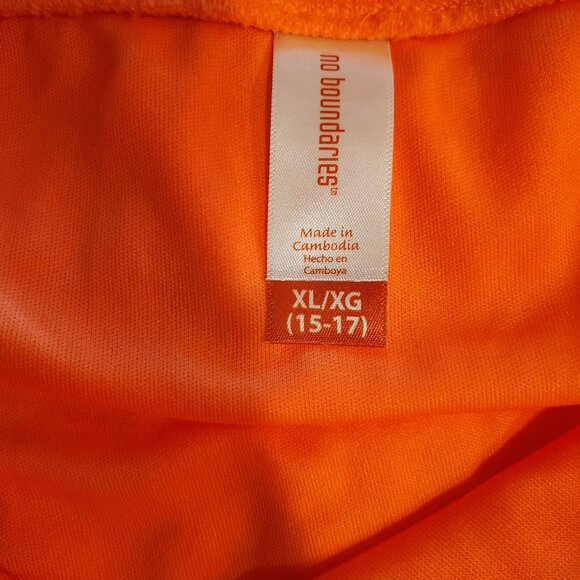 no boundaries
Made in
Cambodia
Hecho en
Camboya
XL/XG
(15-17)